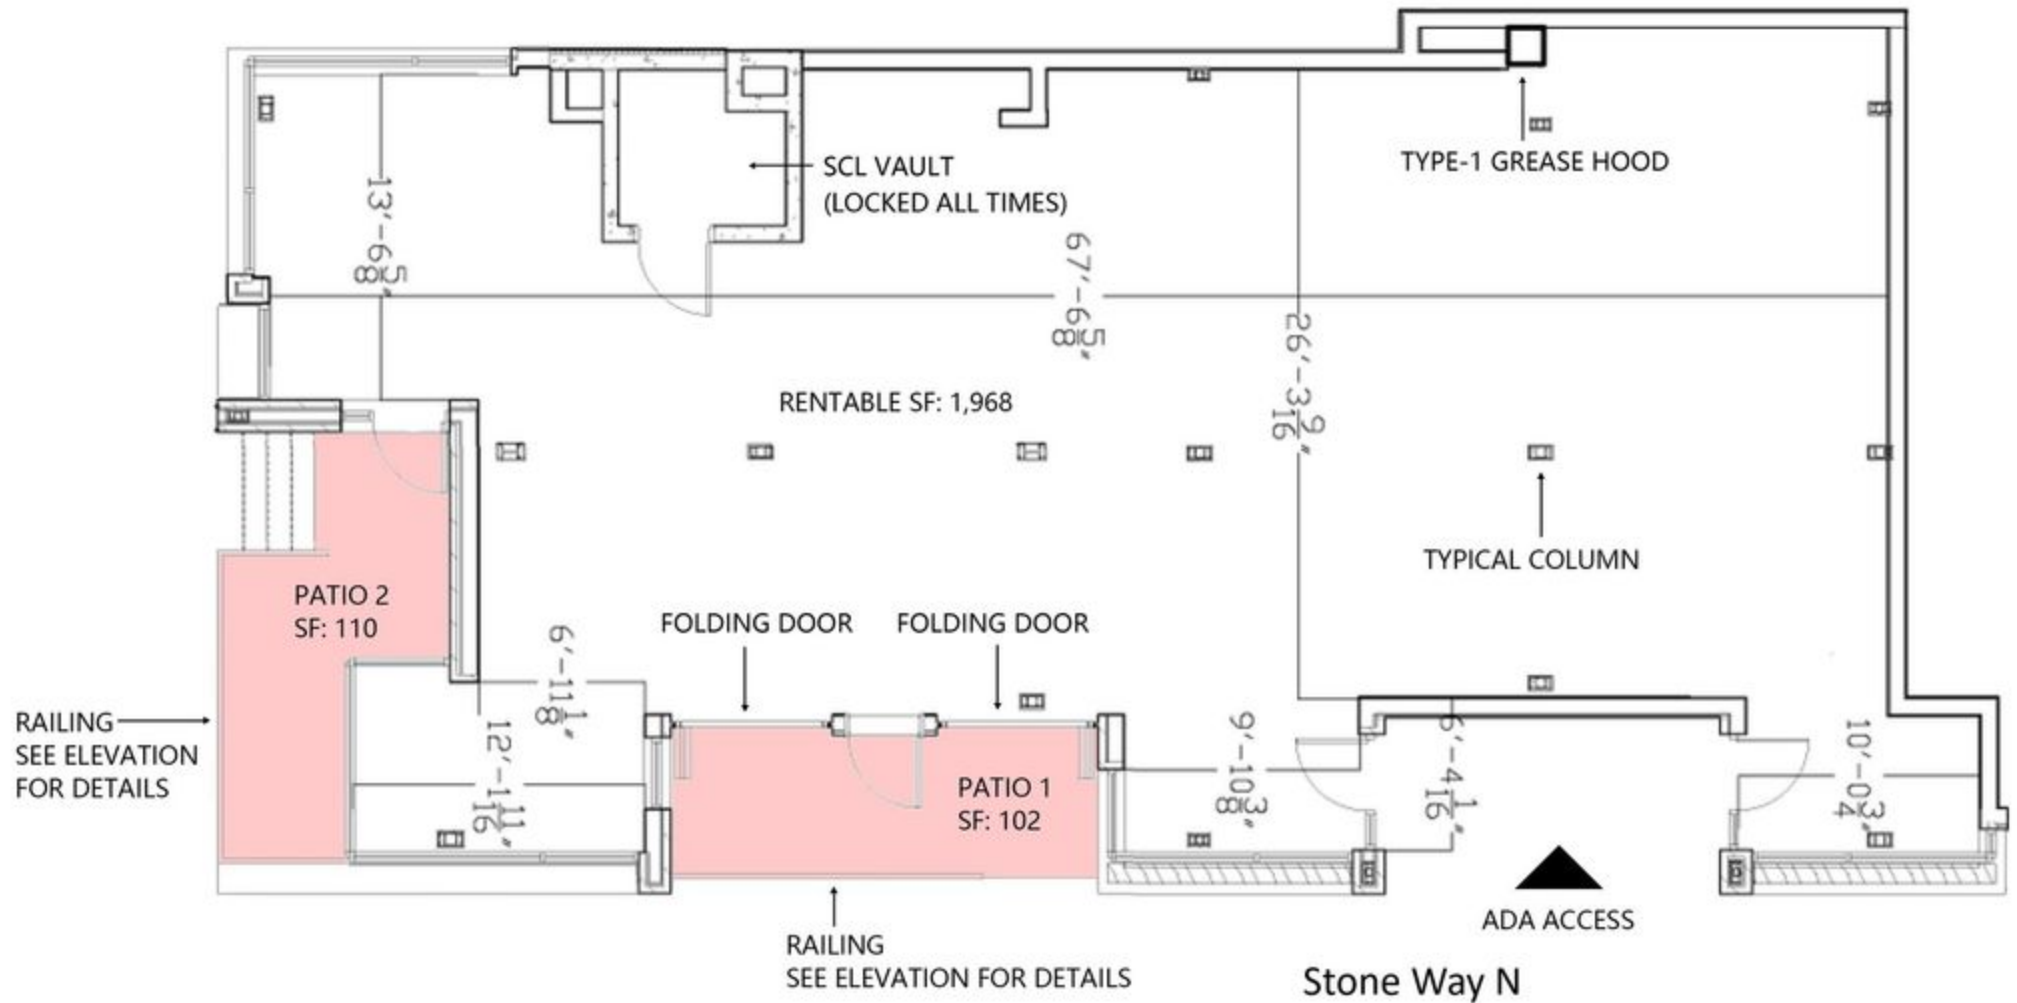 SCL VAULT
(LOCKED ALL TIMES)
TYPE-1 GREASE HOOD
13'-6 5/8"
67'-6 5/8"
26'-3 9/16"
RENTABLE SF: 1,968
TYPICAL COLUMN
PATIO 2
SF: 110
FOLDING DOOR
FOLDING DOOR
6'-11 1/8"
12'-1 11/16"
RAILING
SEE ELEVATION
FOR DETAILS
PATIO 1
SF: 102
9'-10 3/8"
6'-4 1/16"
10'-0 3/4"
ADA ACCESS
RAILING
SEE ELEVATION FOR DETAILS
Stone Way N